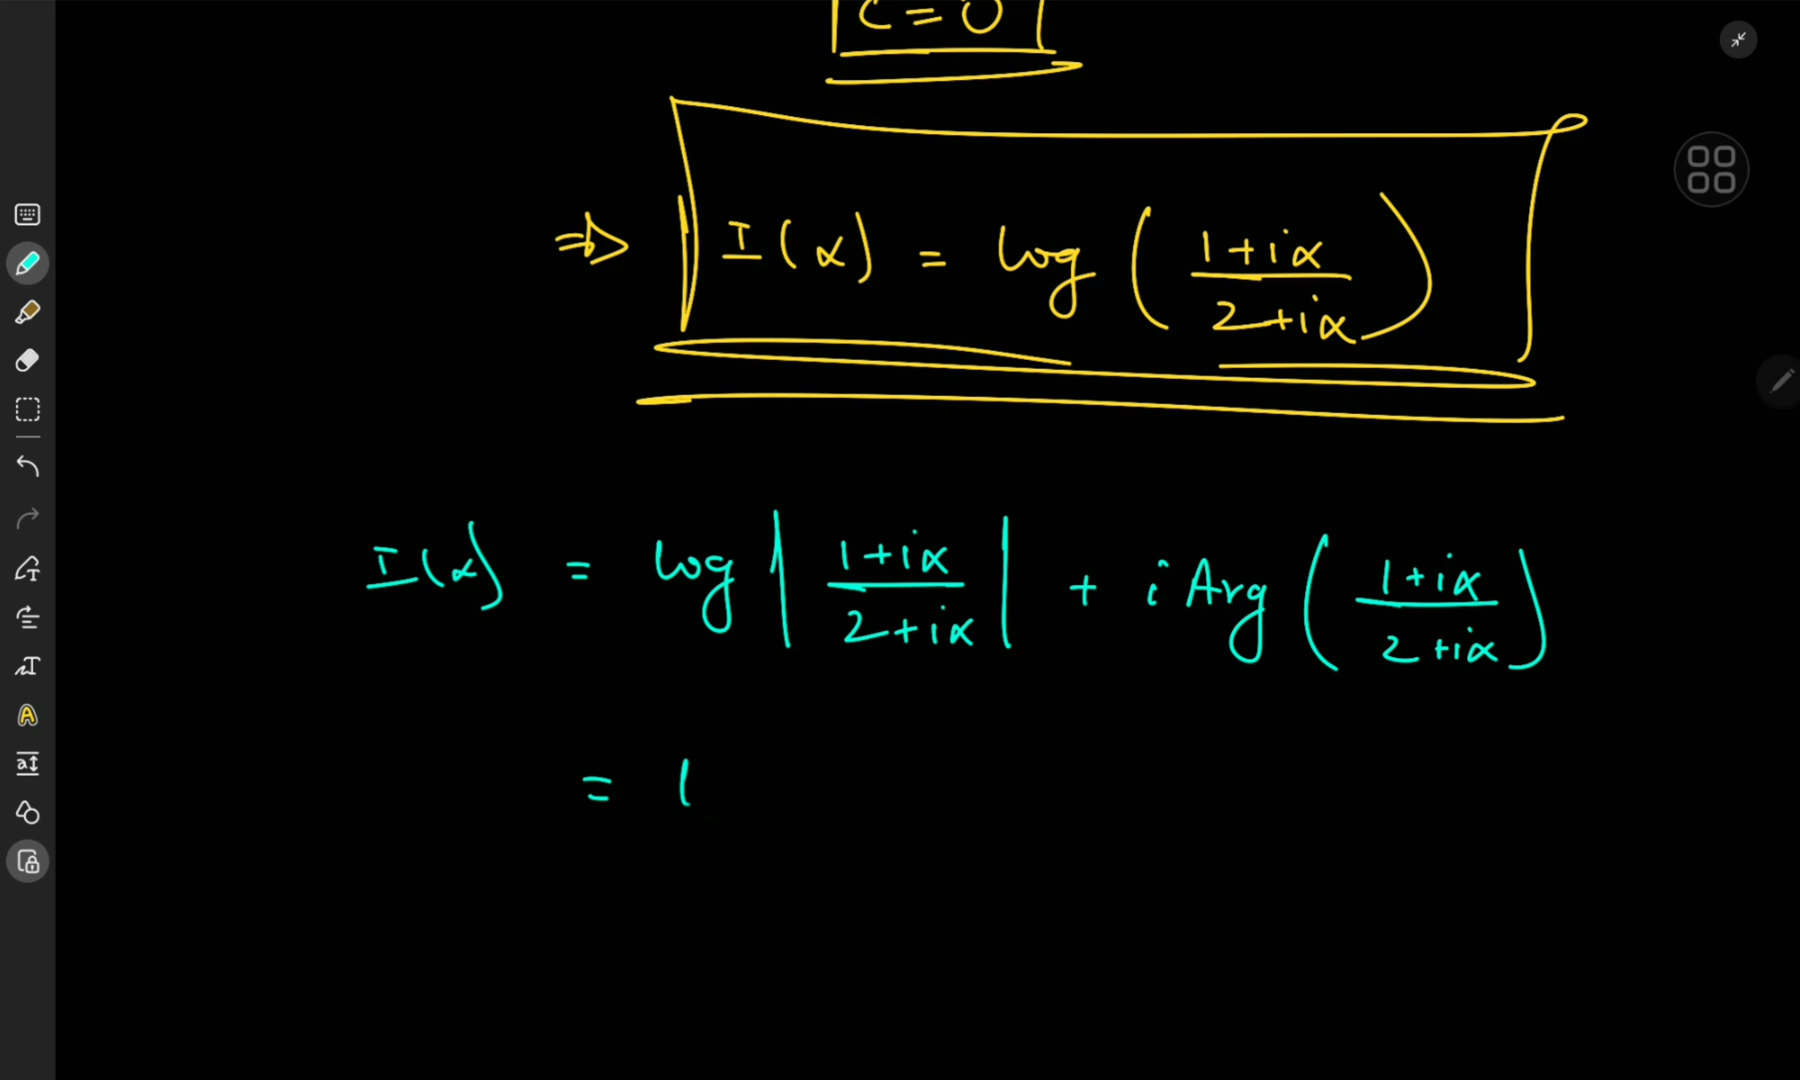 c = 0
⇒ I(α) = log ( (1+iα)/(2+iα) )
I(α) = log | (1+iα)/(2+iα) | + i Arg ( (1+iα)/(2+iα) )
= l